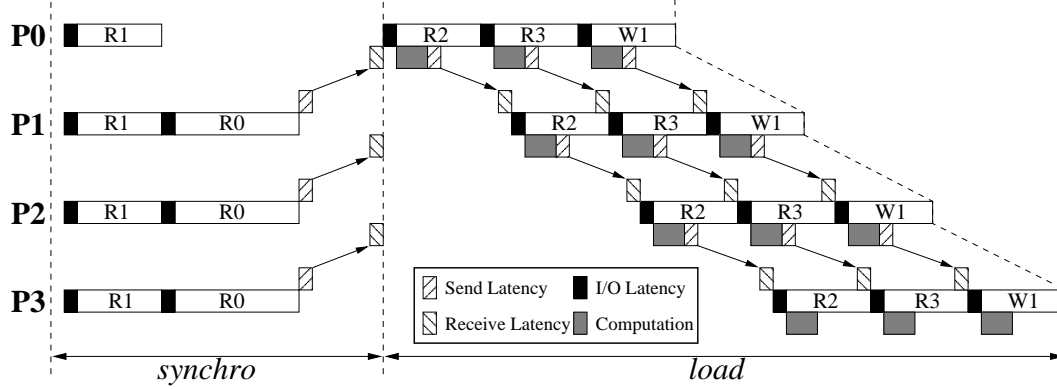 P0 R1 R2 R3 W1
P1 R1 R0 R2 R3 W1
P2 R1 R0 R2 R3 W1
P3 R1 R0 R2 R3 W1
Send Latency I/O Latency
Receive Latency Computation
synchro load